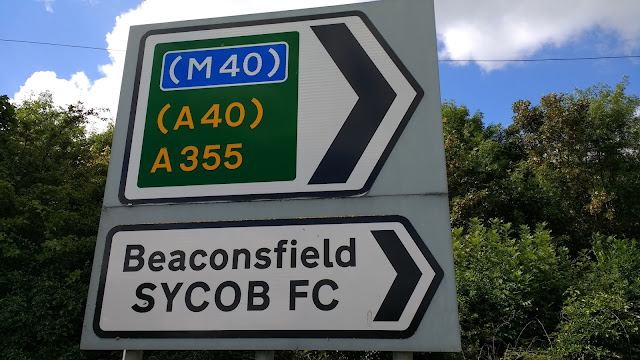 (M40)
(A40)
A355
Beaconsfield
SYCOB FC